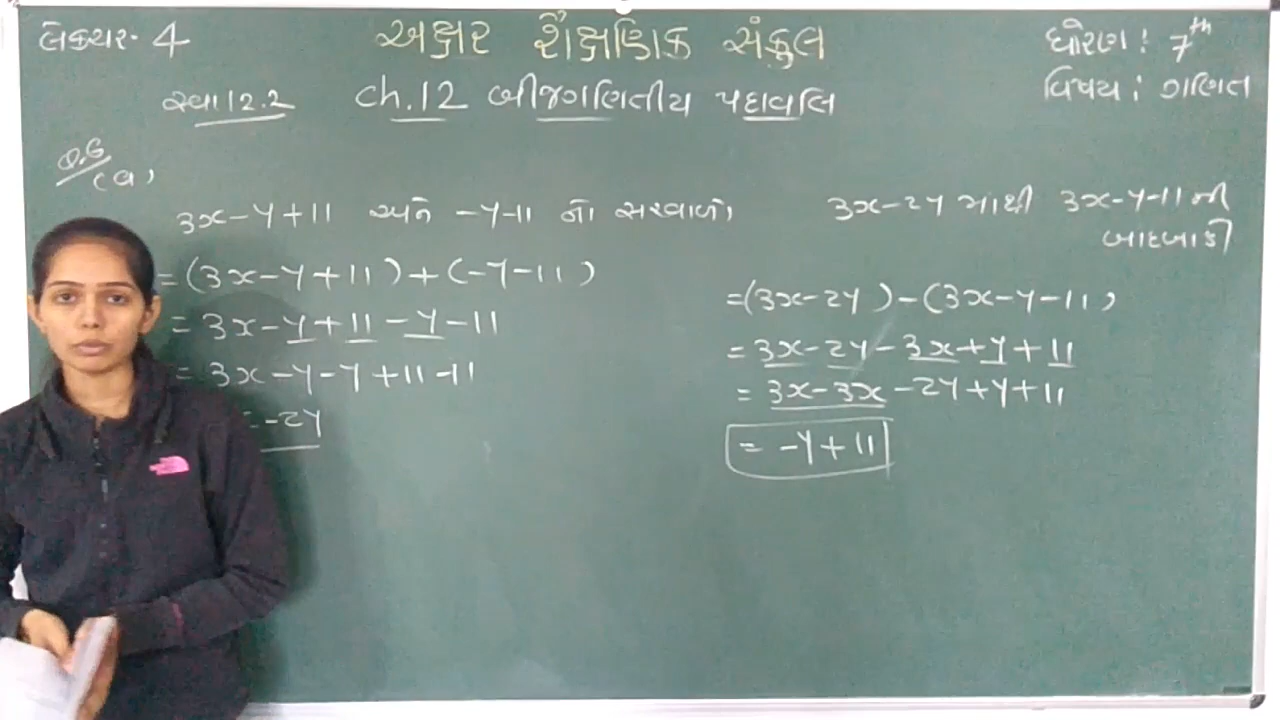 લેકચર- 4
અક્ષર શૈક્ષણિક સંકુલ
ધોરણ : 7th
સ્વા 12.2
ch.12 બીજગણિતીય પદાવલિ
વિષય : ગણિત
Q.6
(a)
3x-y+11 અને -y-11 નો સરવાળો
= (3x-y+11)+(-y-11)
= 3x-y+11-y-11
= 3x-y-y+11-11
= -2y
3x-2y માંથી 3x-y-11 ની
બાદબાકી
=(3x-2y)-(3x-y-11)
= 3x-2y-3x+y+11
= 3x-3x-2y+y+11
= -y+11